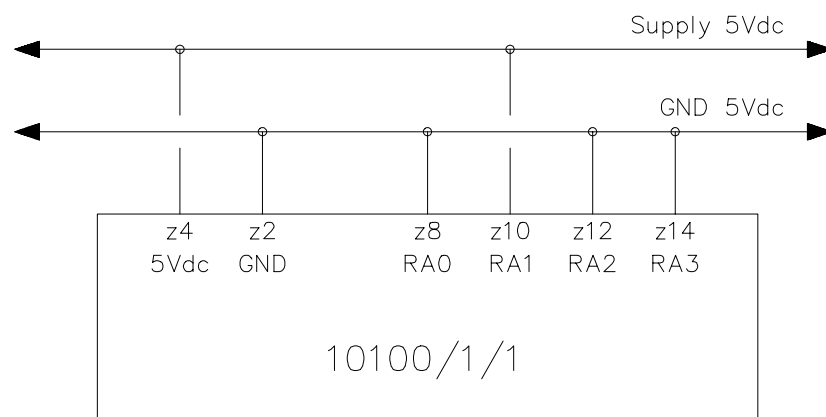 Supply 5Vdc
GND 5Vdc
z4 z2 z8 z10 z12 z14
5Vdc GND RA0 RA1 RA2 RA3
10100/1/1